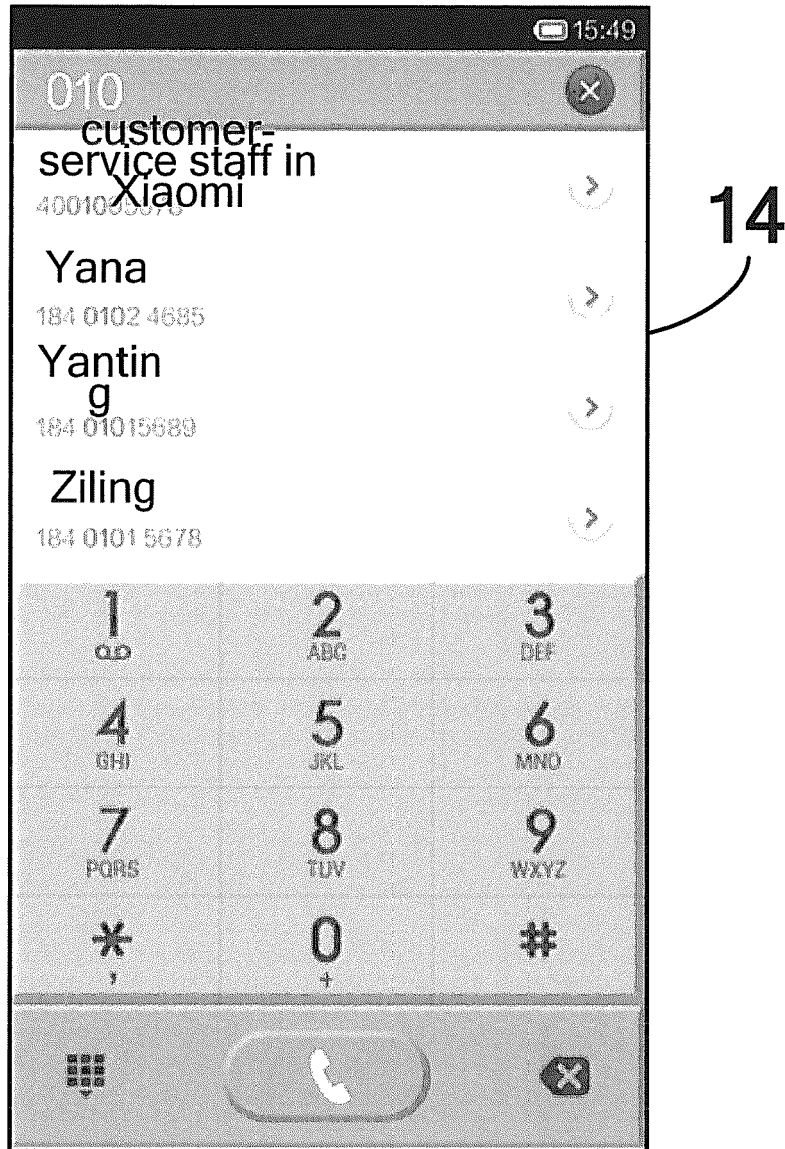 15:49
010
customer-
service staff in
Xiaomi
14
Yana
184 0102 4685
Yantin
g
184 01015689
Ziling
184 0101 5678
1
2
ABC
3
DEF
4
GHI
5
JKL
6
MNO
7
PQRS
8
TUV
9
WXYZ
*
,
0
+
#